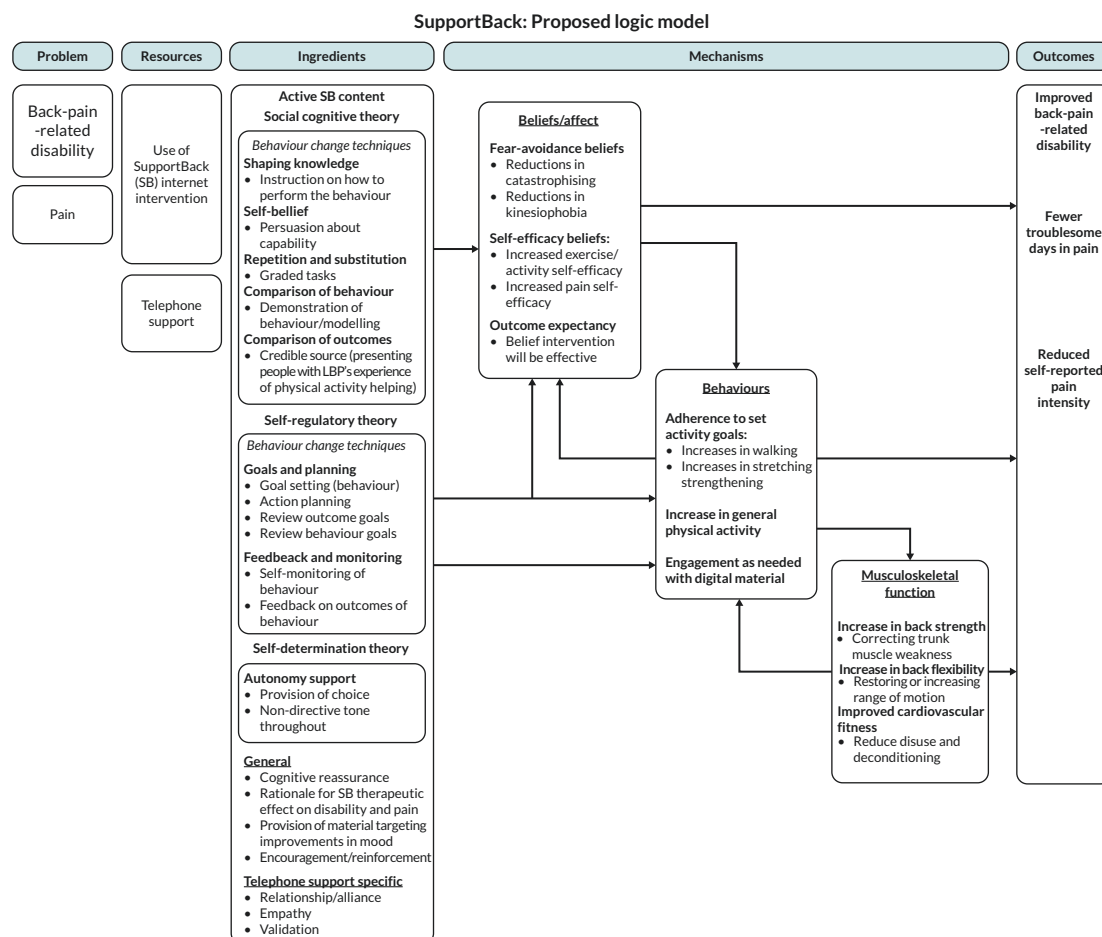 SupportBack: Proposed logic model
Problem
Resources
Ingredients
Mechanisms
Outcomes
Back-pain
-related
disability
Pain
Use of
SupportBack
(SB) internet
intervention
Telephone
support
Active SB content
Social cognitive theory
Behaviour change techniques
Shaping knowledge
• Instruction on how to
perform the behaviour
Self-bellief
• Persuasion about
capability
Repetition and substitution
• Graded tasks
Comparison of behaviour
• Demonstration of
behaviour/modelling
Comparison of outcomes
• Credible source (presenting
people with LBP's experience
of physical activity helping)
Self-regulatory theory
Behaviour change techniques
Goals and planning
• Goal setting (behaviour)
• Action planning
• Review outcome goals
• Review behaviour goals
Feedbeack and monitoring
• Self-monitoring of
behaviour
• Feedback on outcomes of
behaviour
Self-determination theory
Autonomy support
• Provision of choice
• Non-directive tone
throughout
General
• Cognitive reassurance
• Rationale for SB therapeutic
effect on disability and pain
• Provision of material targeting
improvements in mood
• Encouragement/reinforcement
Telephone support specific
• Relationship/alliance
• Empathy
• Validation
Beliefs/affect
Fear-avoidance beliefs
• Reductions in
catastrophising
• Reductions in
kinesiophobia
Self-efficacy beliefs:
• Increased exercise/
activity self-efficacy
• Increased pain self-
efficacy
Outcome expectancy
• Belief intervention
will be effective
Behaviours
Adherence to set
activity goals:
• Increases in walking
• Increases in stretching
strengthening
Increase in general
physical activity
Engagement as needed
with digital material
Musculoskeletal
function
Increase in back strength
• Correcting trunk
muscle weakness
Increase in back flexibility
• Restoring or increasing
range of motion
Improved cardiovascular
fitness
• Reduce disuse and
deconditioning
Improved
back-pain
-related
disability
Fewer
troublesome
days in pain
Reduced
self-reported
pain
intensity